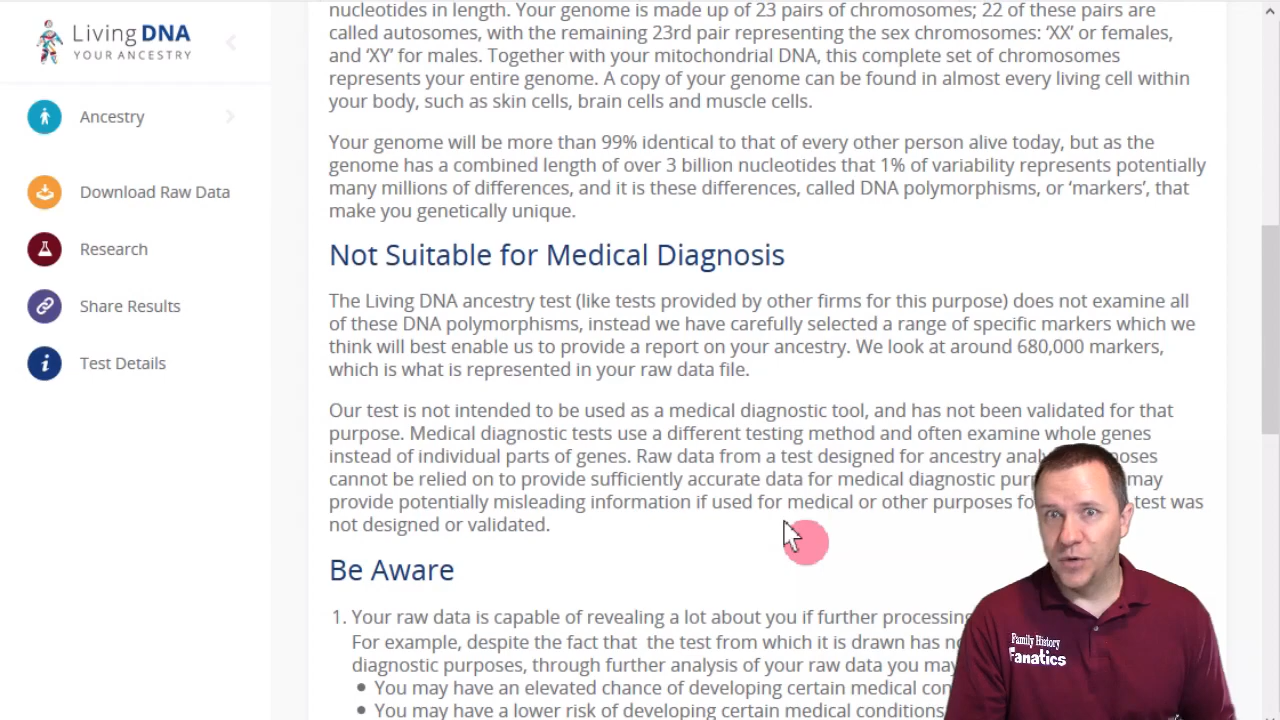 Living DNA
YOUR ANCESTRY
Ancestry
Download Raw Data
Research
Share Results
Test Details
nucleotides in length. Your genome is made up of 23 pairs of chromosomes; 22 of these pairs are
called autosomes, with the remaining 23rd pair representing the sex chromosomes: ‘XX’ or females,
and ‘XY’ for males. Together with your mitochondrial DNA, this complete set of chromosomes
represents your entire genome. A copy of your genome can be found in almost every living cell within
your body, such as skin cells, brain cells and muscle cells.
Your genome will be more than 99% identical to that of every other person alive today, but as the
genome has a combined length of over 3 billion nucleotides that 1% of variability represents potentially
many millions of differences, and it is these differences, called DNA polymorphisms, or ‘markers’, that
make you genetically unique.
Not Suitable for Medical Diagnosis
The Living DNA ancestry test (like tests provided by other firms for this purpose) does not examine all
of these DNA polymorphisms, instead we have carefully selected a range of specific markers which we
think will best enable us to provide a report on your ancestry. We look at around 680,000 markers,
which is what is represented in your raw data file.
Our test is not intended to be used as a medical diagnostic tool, and has not been validated for that
purpose. Medical diagnostic tests use a different testing method and often examine whole genes
instead of individual parts of genes. Raw data from a test designed for ancestry
cannot be relied on to provide sufficiently accurate data for medical diagnostic may
provide potentially misleading information if used for medical or other purposes test was
not designed or validated.
Be Aware
1. Your raw data is capable of revealing a lot about you if further processing
For example, despite the fact that the test from which it is drawn has
diagnostic purposes, through further analysis of your raw data you may
You may have an elevated chance of developing certain medical
You may have a lower risk of developing certain medical conditions
Family History
Fanatics